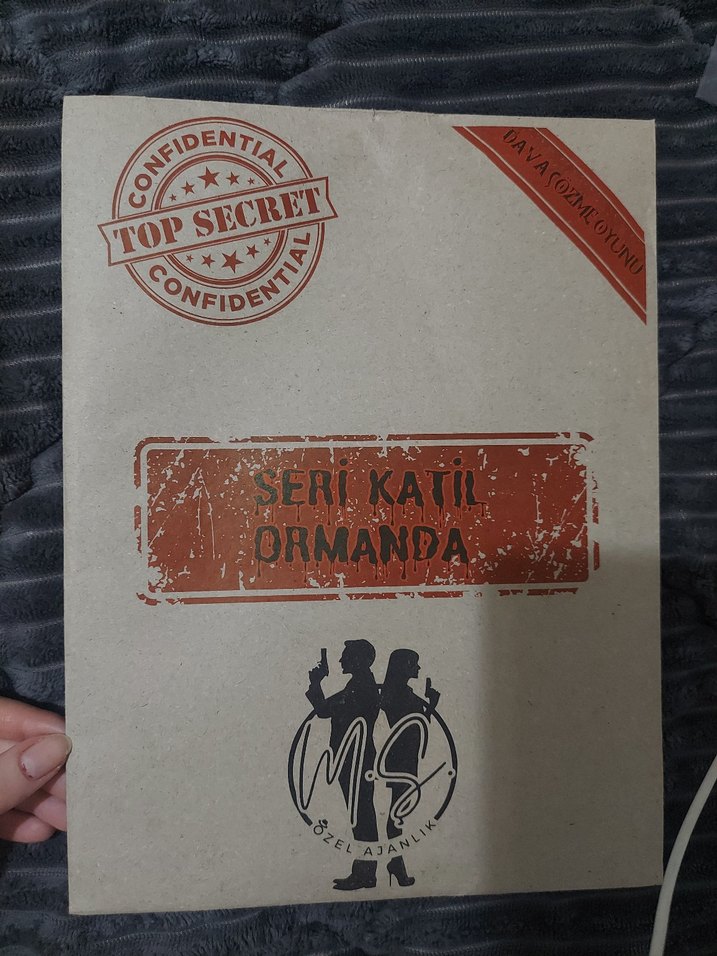 CONFIDENTIAL
TOP SECRET
CONFIDENTIAL
DAVA ÇÖZME OYUNU
SERİ KATİL
ORMANDA
M.S.
ÖZEL AJANLIK